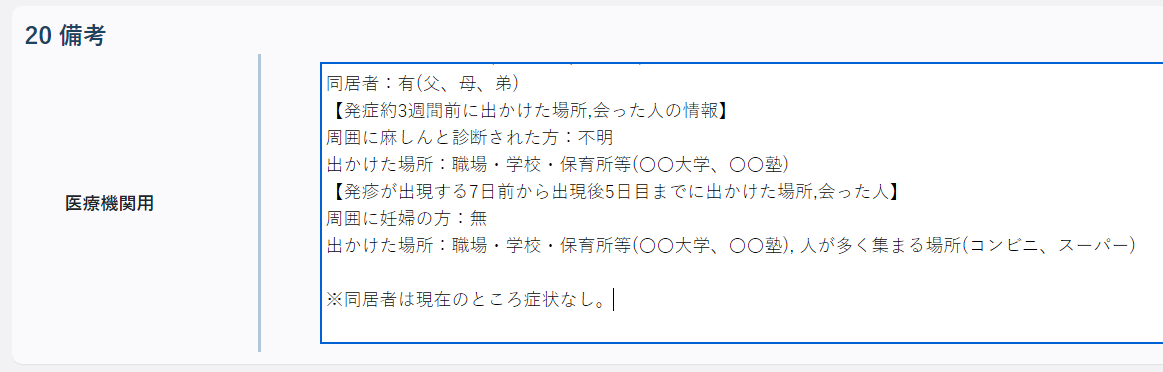 20 備考
医療機関用
同居者：有(父、母、弟)
【発症約3週間前に出かけた場所,会った人の情報】
周囲に麻しんと診断された方：不明
出かけた場所：職場・学校・保育所等(〇〇大学、〇〇塾)
【発疹が出現する7日前から出現後5日目までに出かけた場所,会った人】
周囲に妊婦の方：無
出かけた場所：職場・学校・保育所等(〇〇大学、〇〇塾), 人が多く集まる場所(コンビニ、スーパー)
※同居者は現在のところ症状なし。